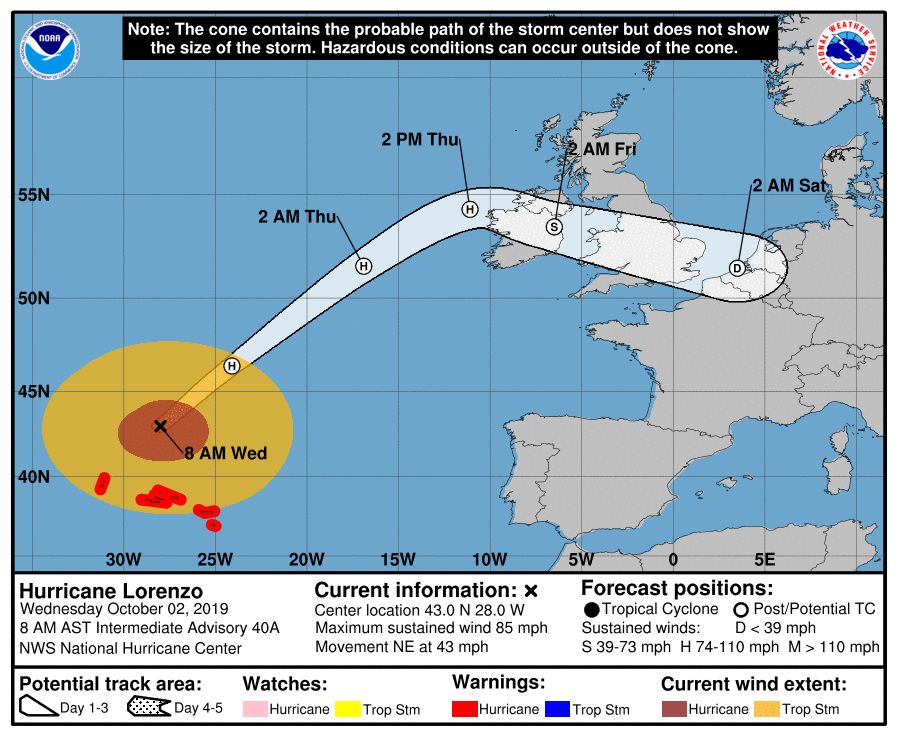 Note: The cone contains the probable path of the storm center but does not show
the size of the storm. Hazardous conditions can occur outside of the cone.
NOAA
NATIONAL WEATHER SERVICE
2 PM Thu
2 AM Fri
2 AM Thu
2 AM Sat
8 AM Wed
H
H
H
S
D
55N
50N
45N
40N
30W 25W 20W 15W 10W 5W 0 5E
Hurricane Lorenzo
Wednesday October 02, 2019
8 AM AST Intermediate Advisory 40A
NWS National Hurricane Center
Current information: x
Center location 43.0 N 28.0 W
Maximum sustained wind 85 mph
Movement NE at 43 mph
Forecast positions:
Tropical Cyclone Post/Potential TC
Sustained winds: D < 39 mph
S 39-73 mph H 74-110 mph M > 110 mph
Potential track area:
Day 1-3 Day 4-5
Watches:
Hurricane Trop Stm
Warnings:
Hurricane Trop Stm
Current wind extent:
Hurricane Trop Stm